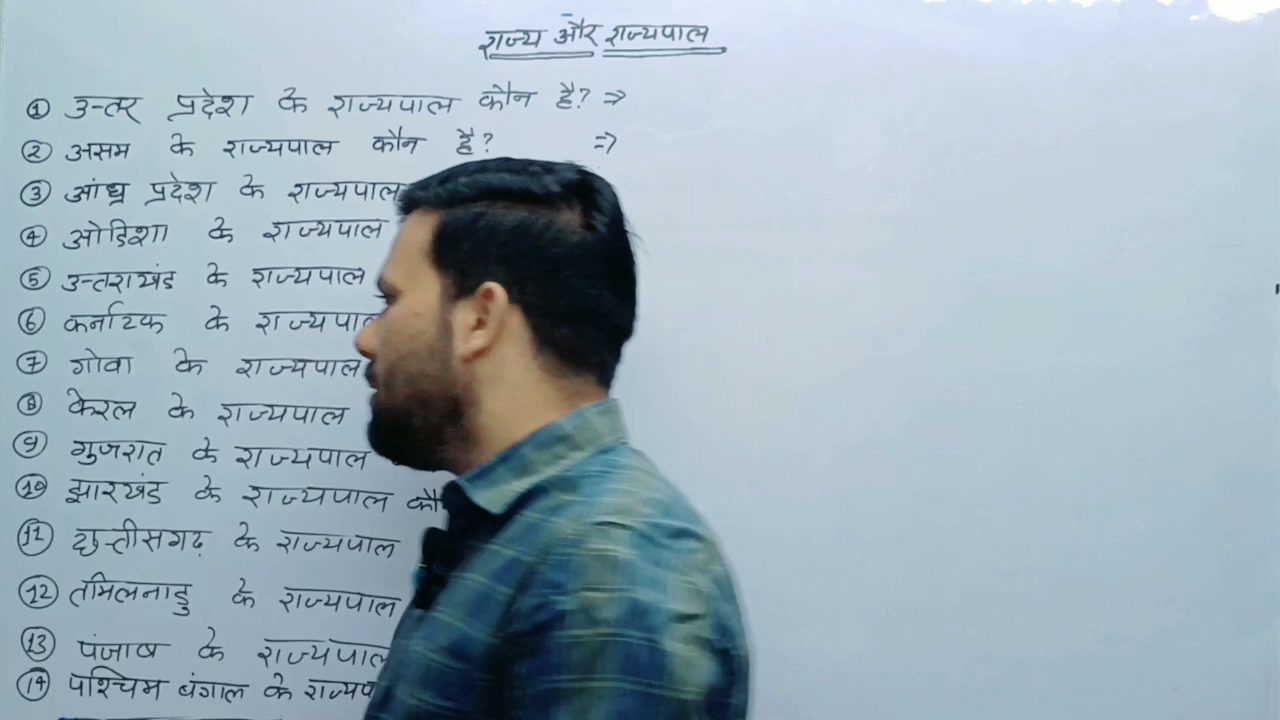 राज्य और राज्यपाल
① उत्तर प्रदेश के राज्यपाल कौन है? ⇒
② असम के राज्यपाल कौन है? ⇒
③ आंध्र प्रदेश के राज्यपाल
④ ओडिशा के राज्यपाल
⑤ उत्तराखंड के राज्यपाल
⑥ कर्नाटक के राज्यपाल
⑦ गोवा के राज्यपाल
⑧ केरल के राज्यपाल
⑨ गुजरात के राज्यपाल
⑩ झारखंड के राज्यपाल कौ
⑪ छत्तीसगढ़ के राज्यपाल
⑫ तमिलनाडु के राज्यपाल
⑬ पंजाब के राज्यपाल
⑭ पश्चिम बंगाल के राज्यप